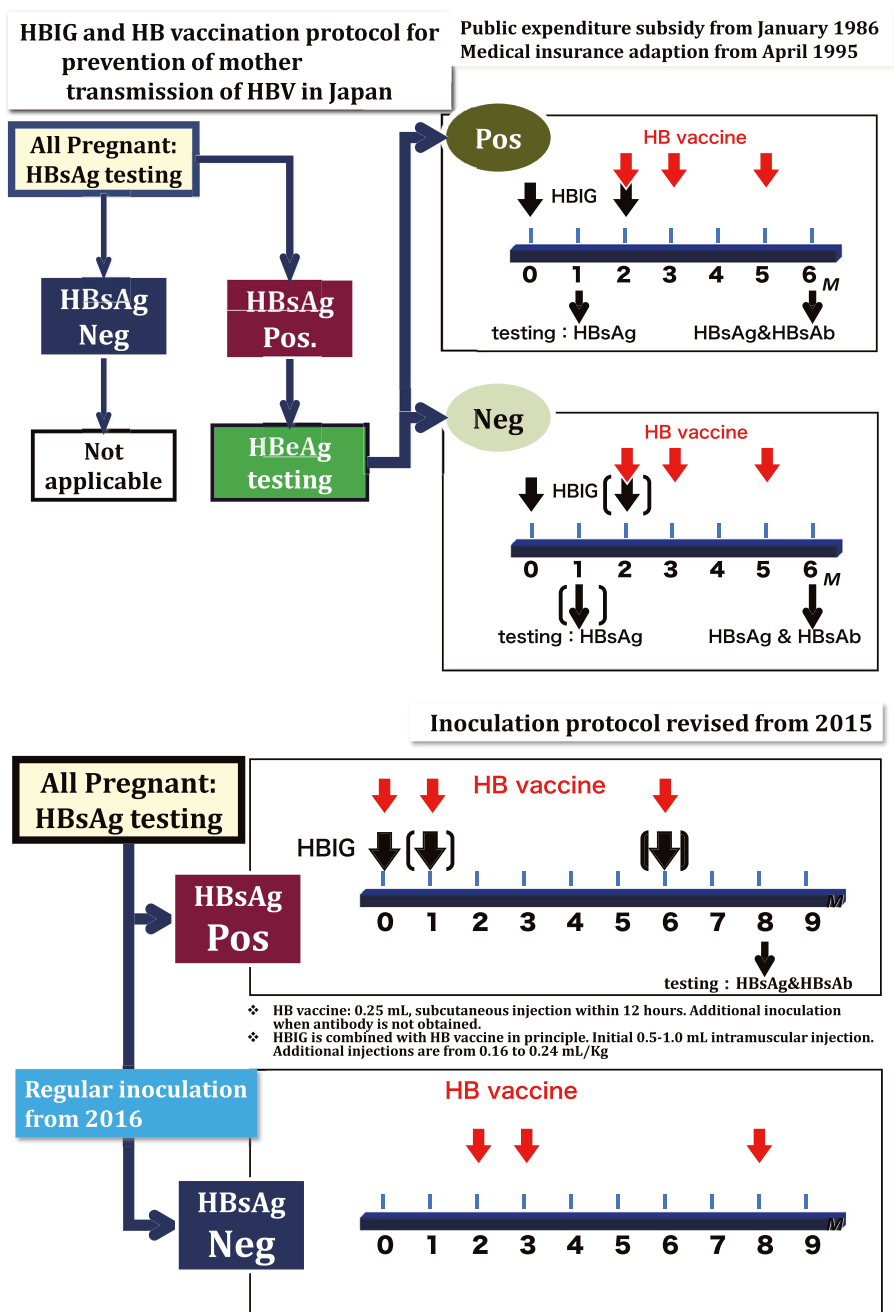 HBIG and HB vaccination protocol for
prevention of mother
transmission of HBV in Japan
Public expenditure subsidy from January 1986
Medical insurance adaption from April 1995
All Pregnant:
HBsAg testing
HBsAg
Neg
HBsAg
Pos.
Not
applicable
HBeAg
testing
Pos
HB vaccine
HBIG
0 1 2 3 4 5 6 M
testing : HBsAg HBsAg&HBsAb
Neg
HB vaccine
HBIG
0 1 2 3 4 5 6 M
testing : HBsAg HBsAg & HBsAb
Inoculation protocol revised from 2015
All Pregnant:
HBsAg testing
HB vaccine
HBIG
HBsAg
Pos
M
0 1 2 3 4 5 6 7 8 9
testing : HBsAg&HBsAb
❖ HB vaccine: 0.25 mL, subcutaneous injection within 12 hours. Additional inoculation
when antibody is not obtained.
❖ HBIG is combined with HB vaccine in principle. Initial 0.5-1.0 mL intramuscular injection.
Additional injections are from 0.16 to 0.24 mL/Kg
Regular inoculation
from 2016
HB vaccine
HBsAg
Neg
M
0 1 2 3 4 5 6 7 8 9